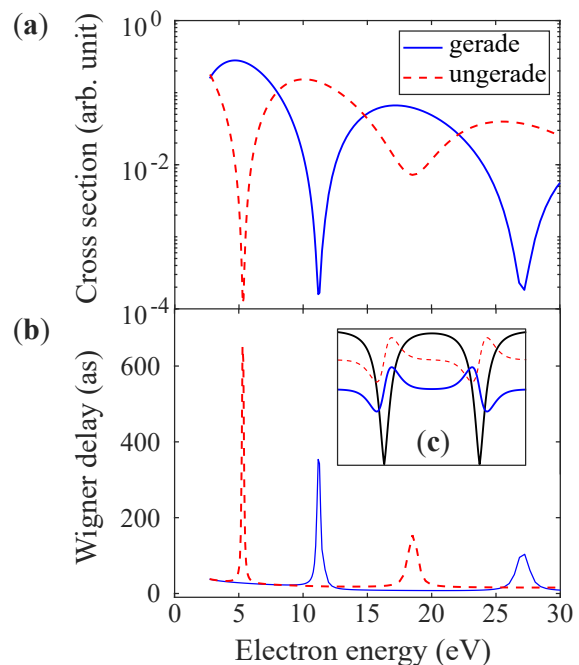 (a)
Cross section (arb. unit)
10^0
10^-2
10^-4
gerade
ungerade
(b)
Wigner delay (as)
600
400
200
0
(c)
0 5 10 15 20 25 30
Electron energy (eV)